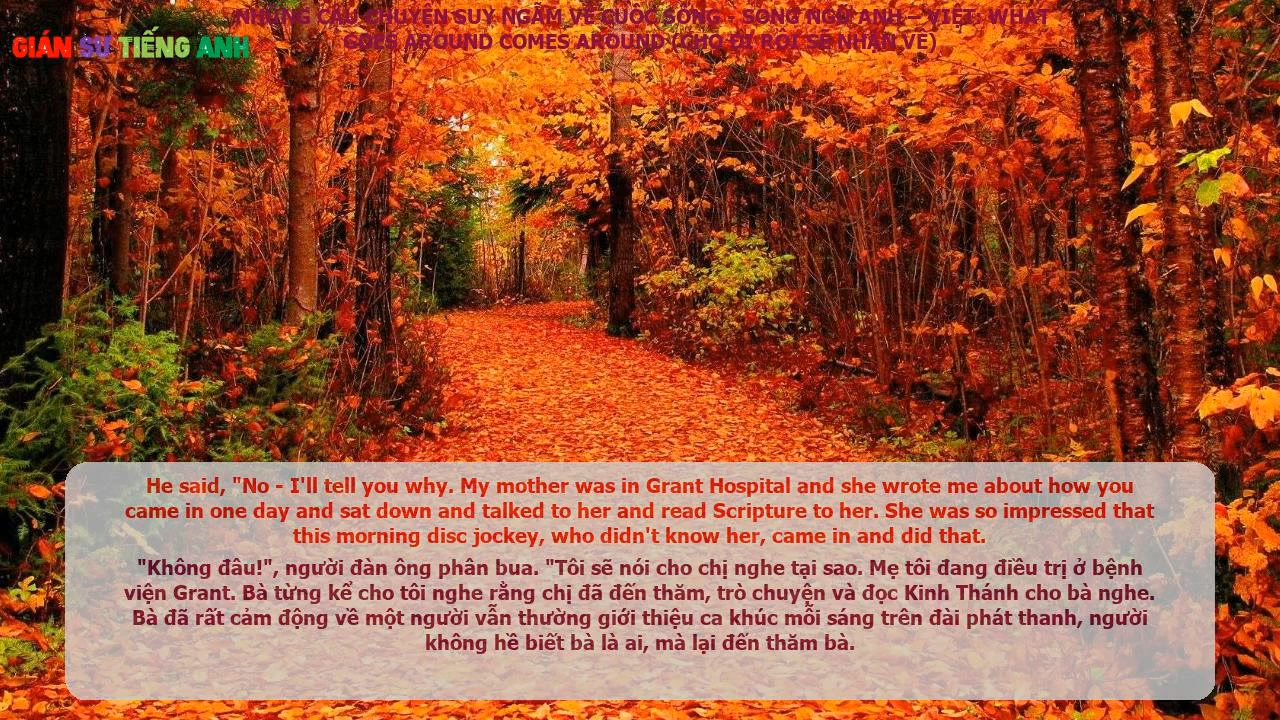 NHỮNG CÂU CHUYỆN SUY NGẪM VỀ CUỘC SỐNG - SONG NGỮ ANH – VIỆT: WHAT
GOES AROUND COMES AROUND (CHO ĐI RỒI SẼ NHẬN VỀ)
GIÁN SỨ TIẾNG ANH
He said, "No - I'll tell you why. My mother was in Grant Hospital and she wrote me about how you
came in one day and sat down and talked to her and read Scripture to her. She was so impressed that
this morning disc jockey, who didn't know her, came in and did that.
"Không đâu!", người đàn ông phân bua. "Tôi sẽ nói cho chị nghe tại sao. Mẹ tôi đang điều trị ở bệnh
viện Grant. Bà từng kể cho tôi nghe rằng chị đã đến thăm, trò chuyện và đọc Kinh Thánh cho bà nghe.
Bà đã rất cảm động về một người vẫn thường giới thiệu ca khúc mỗi sáng trên đài phát thanh, người
không hề biết bà là ai, mà lại đến thăm bà.